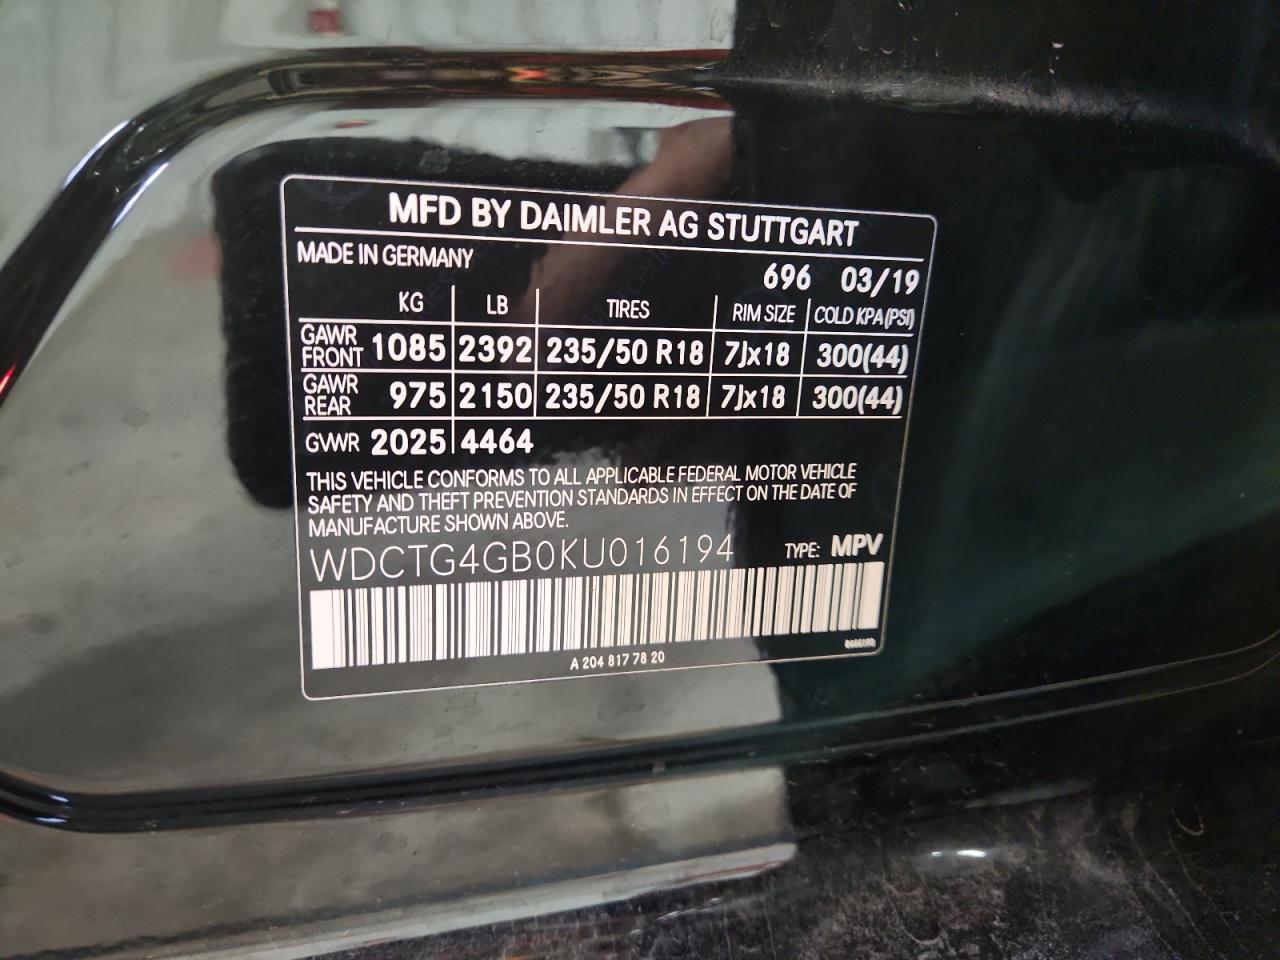 MFD BY DAIMLER AG STUTTGART
MADE IN GERMANY
696 03/19
KG LB TIRES RIM SIZE COLD KPA(PSI)
GAWR FRONT 1085 2392 235/50 R18 7Jx18 300(44)
GAWR REAR 975 2150 235/50 R18 7Jx18 300(44)
GVWR 2025 4464
THIS VEHICLE CONFORMS TO ALL APPLICABLE FEDERAL MOTOR VEHICLE
SAFETY AND THEFT PREVENTION STANDARDS IN EFFECT ON THE DATE OF
MANUFACTURE SHOWN ABOVE.
WDCTG4GB0KU016194 TYPE: MPV
A 204 817 78 20